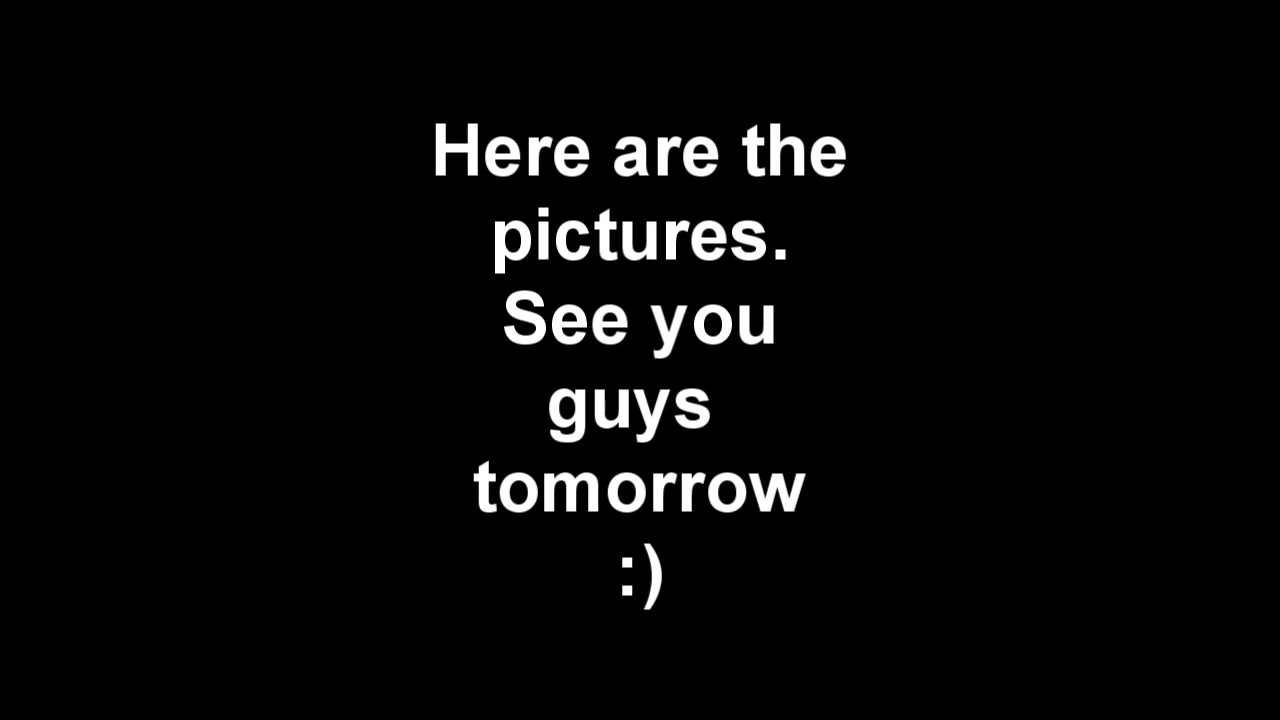 Here are the
pictures.
See you
guys
tomorrow
:)